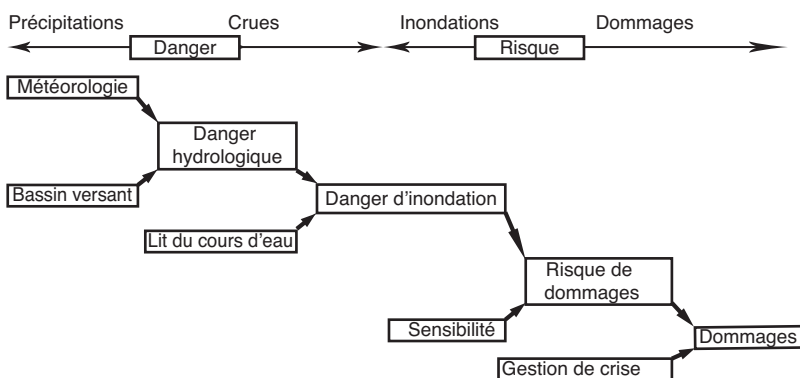 Précipitations Crues Inondations Dommages
Danger Risque
Météorologie
Danger
hydrologique
Bassin versant
Danger d'inondation
Lit du cours d'eau
Risque de
dommages
Sensibilité
Dommages
Gestion de crise